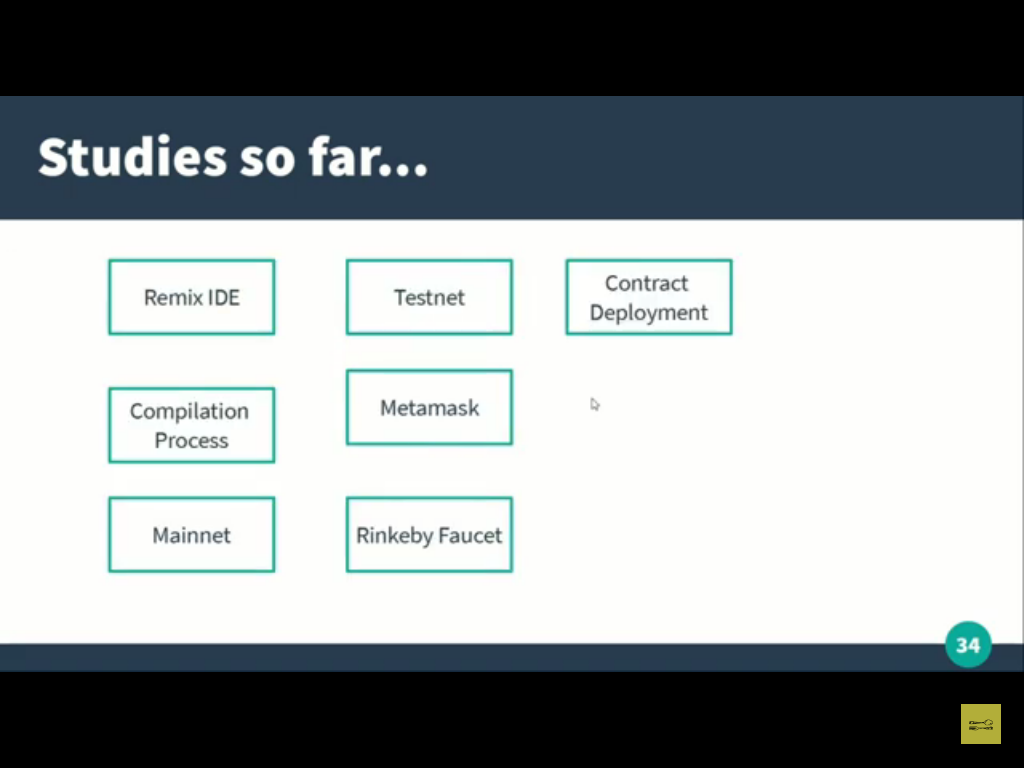 Studies so far...
Remix IDE
Testnet
Contract
Deployment
Compilation
Process
Metamask
Mainnet
Rinkeby Faucet
34